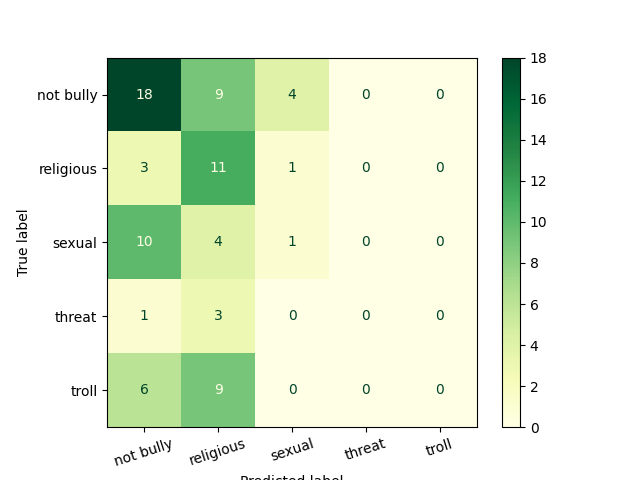 not bully 18 9 4 0 0
religious 3 11 1 0 0
sexual 10 4 1 0 0
threat 1 3 0 0 0
troll 6 9 0 0 0
not bully religious sexual threat troll
Predicted label
True label
18
16
14
12
10
8
6
4
2
0